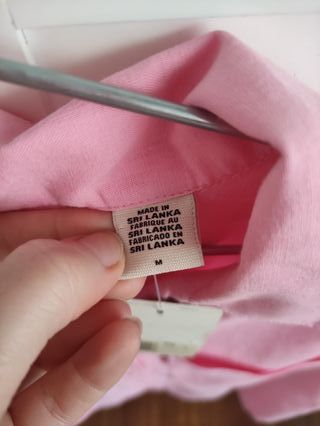 MADE IN
SRI LANKA
FABRIQUE AU
SRI LANKA
FABRICADO EN
SRI LANKA
M